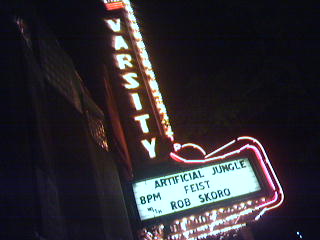 VARSITY
ARTIFICIAL JUNGLE
FEIST
8PM WITH ROB SKORO